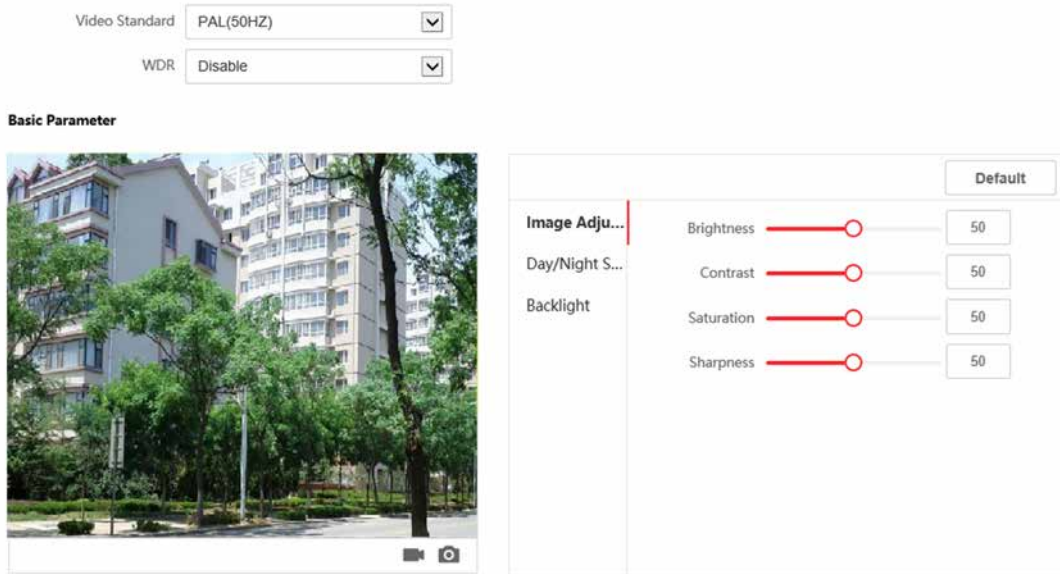 Video Standard PAL(50HZ)
WDR Disable
Basic Parameter
Default
Image Adju...
Day/Night S...
Backlight
Brightness 50
Contrast 50
Saturation 50
Sharpness 50